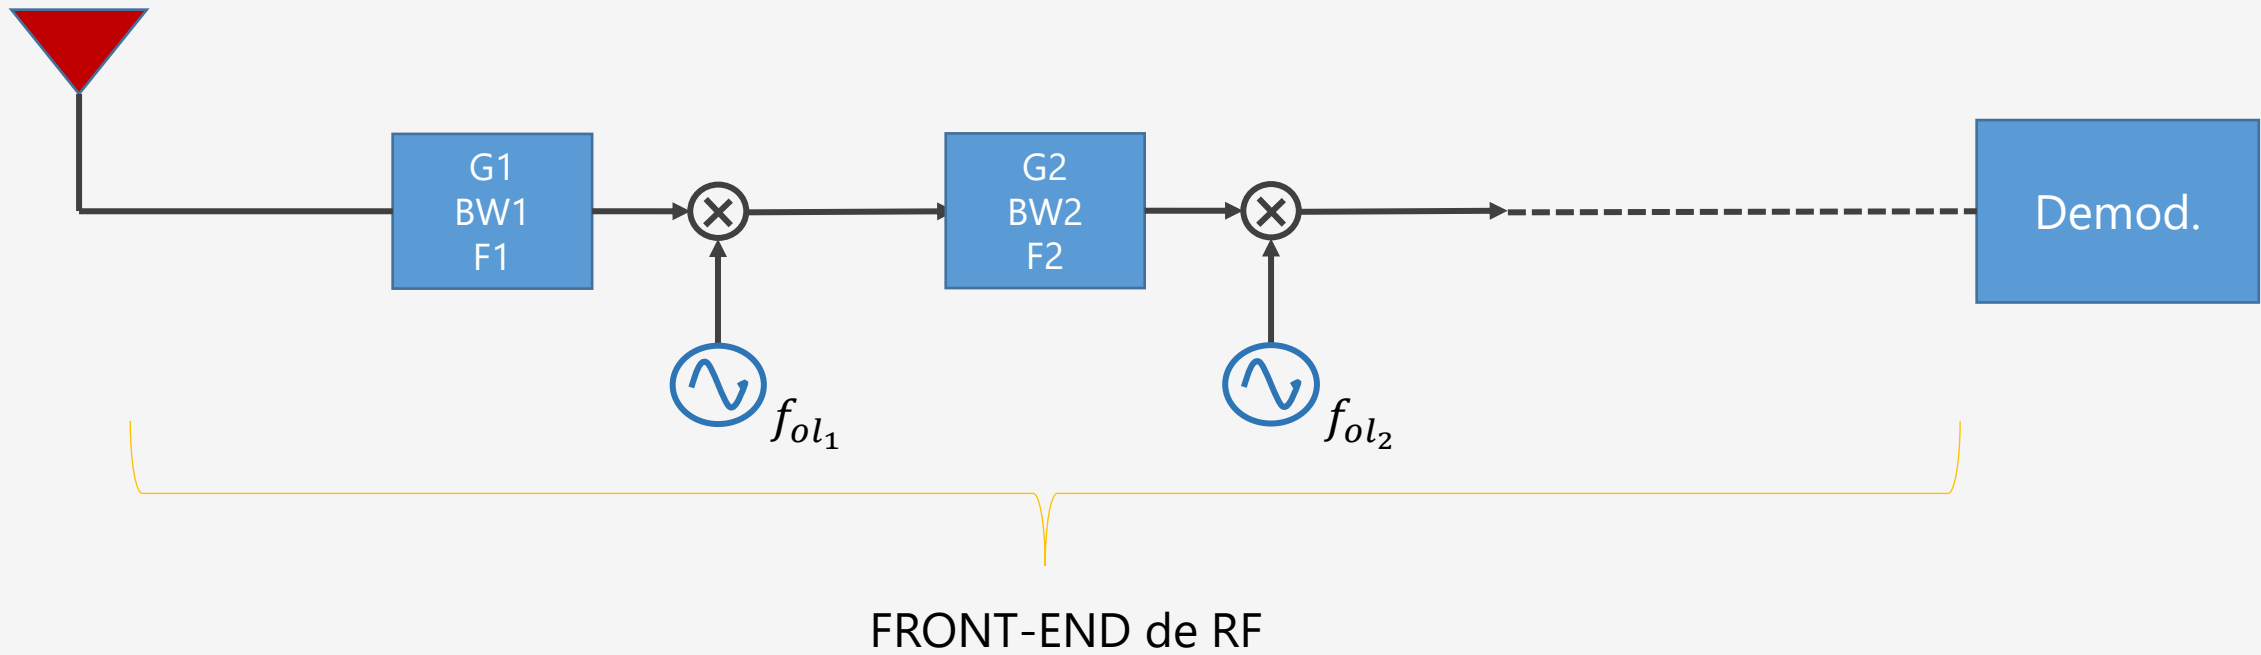 G1
BW1
F1
G2
BW2
F2
Demod.
f_{ol_1}
f_{ol_2}
FRONT-END de RF